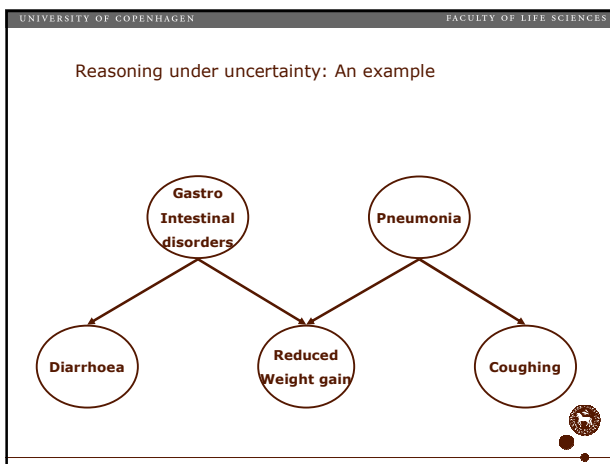 UNIVERSITY OF COPENHAGEN
FACULTY OF LIFE SCIENCES
Reasoning under uncertainty: An example
Gastro
Intestinal
disorders
Pneumonia
Diarrhoea
Reduced
Weight gain
Coughing